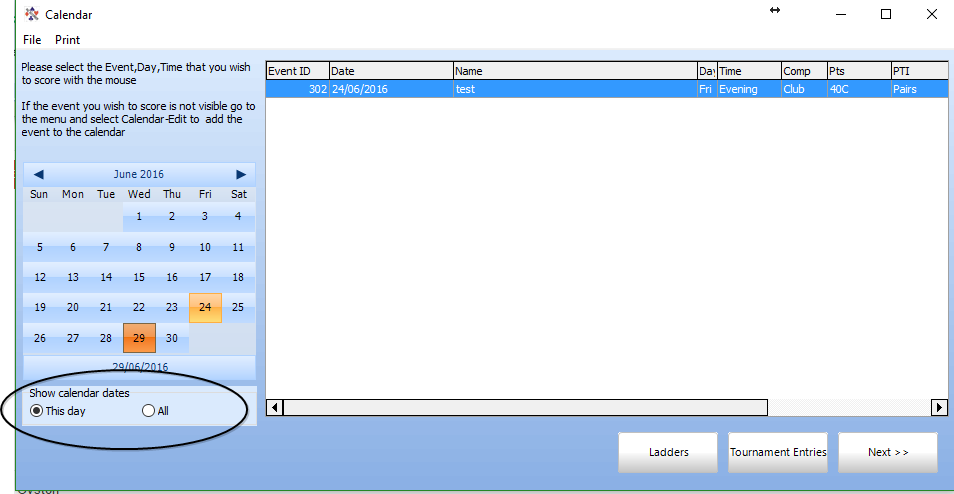 Calendar
File Print
Please select the Event,Day,Time that you wish
to score with the mouse
If the event you wish to score is not visible go to
the menu and select Calendar-Edit to add the
event to the calendar
Event ID Date Name Day Time Comp Pts PTI
302 24/06/2016 test Fri Evening Club 40C Pairs
June 2016
Sun Mon Tue Wed Thu Fri Sat
1 2 3 4
5 6 7 8 9 10 11
12 13 14 15 16 17 18
19 20 21 22 23 24 25
26 27 28 29 30
29/06/2016
Show calendar dates
This day All
Ladders Tournament Entries Next >>